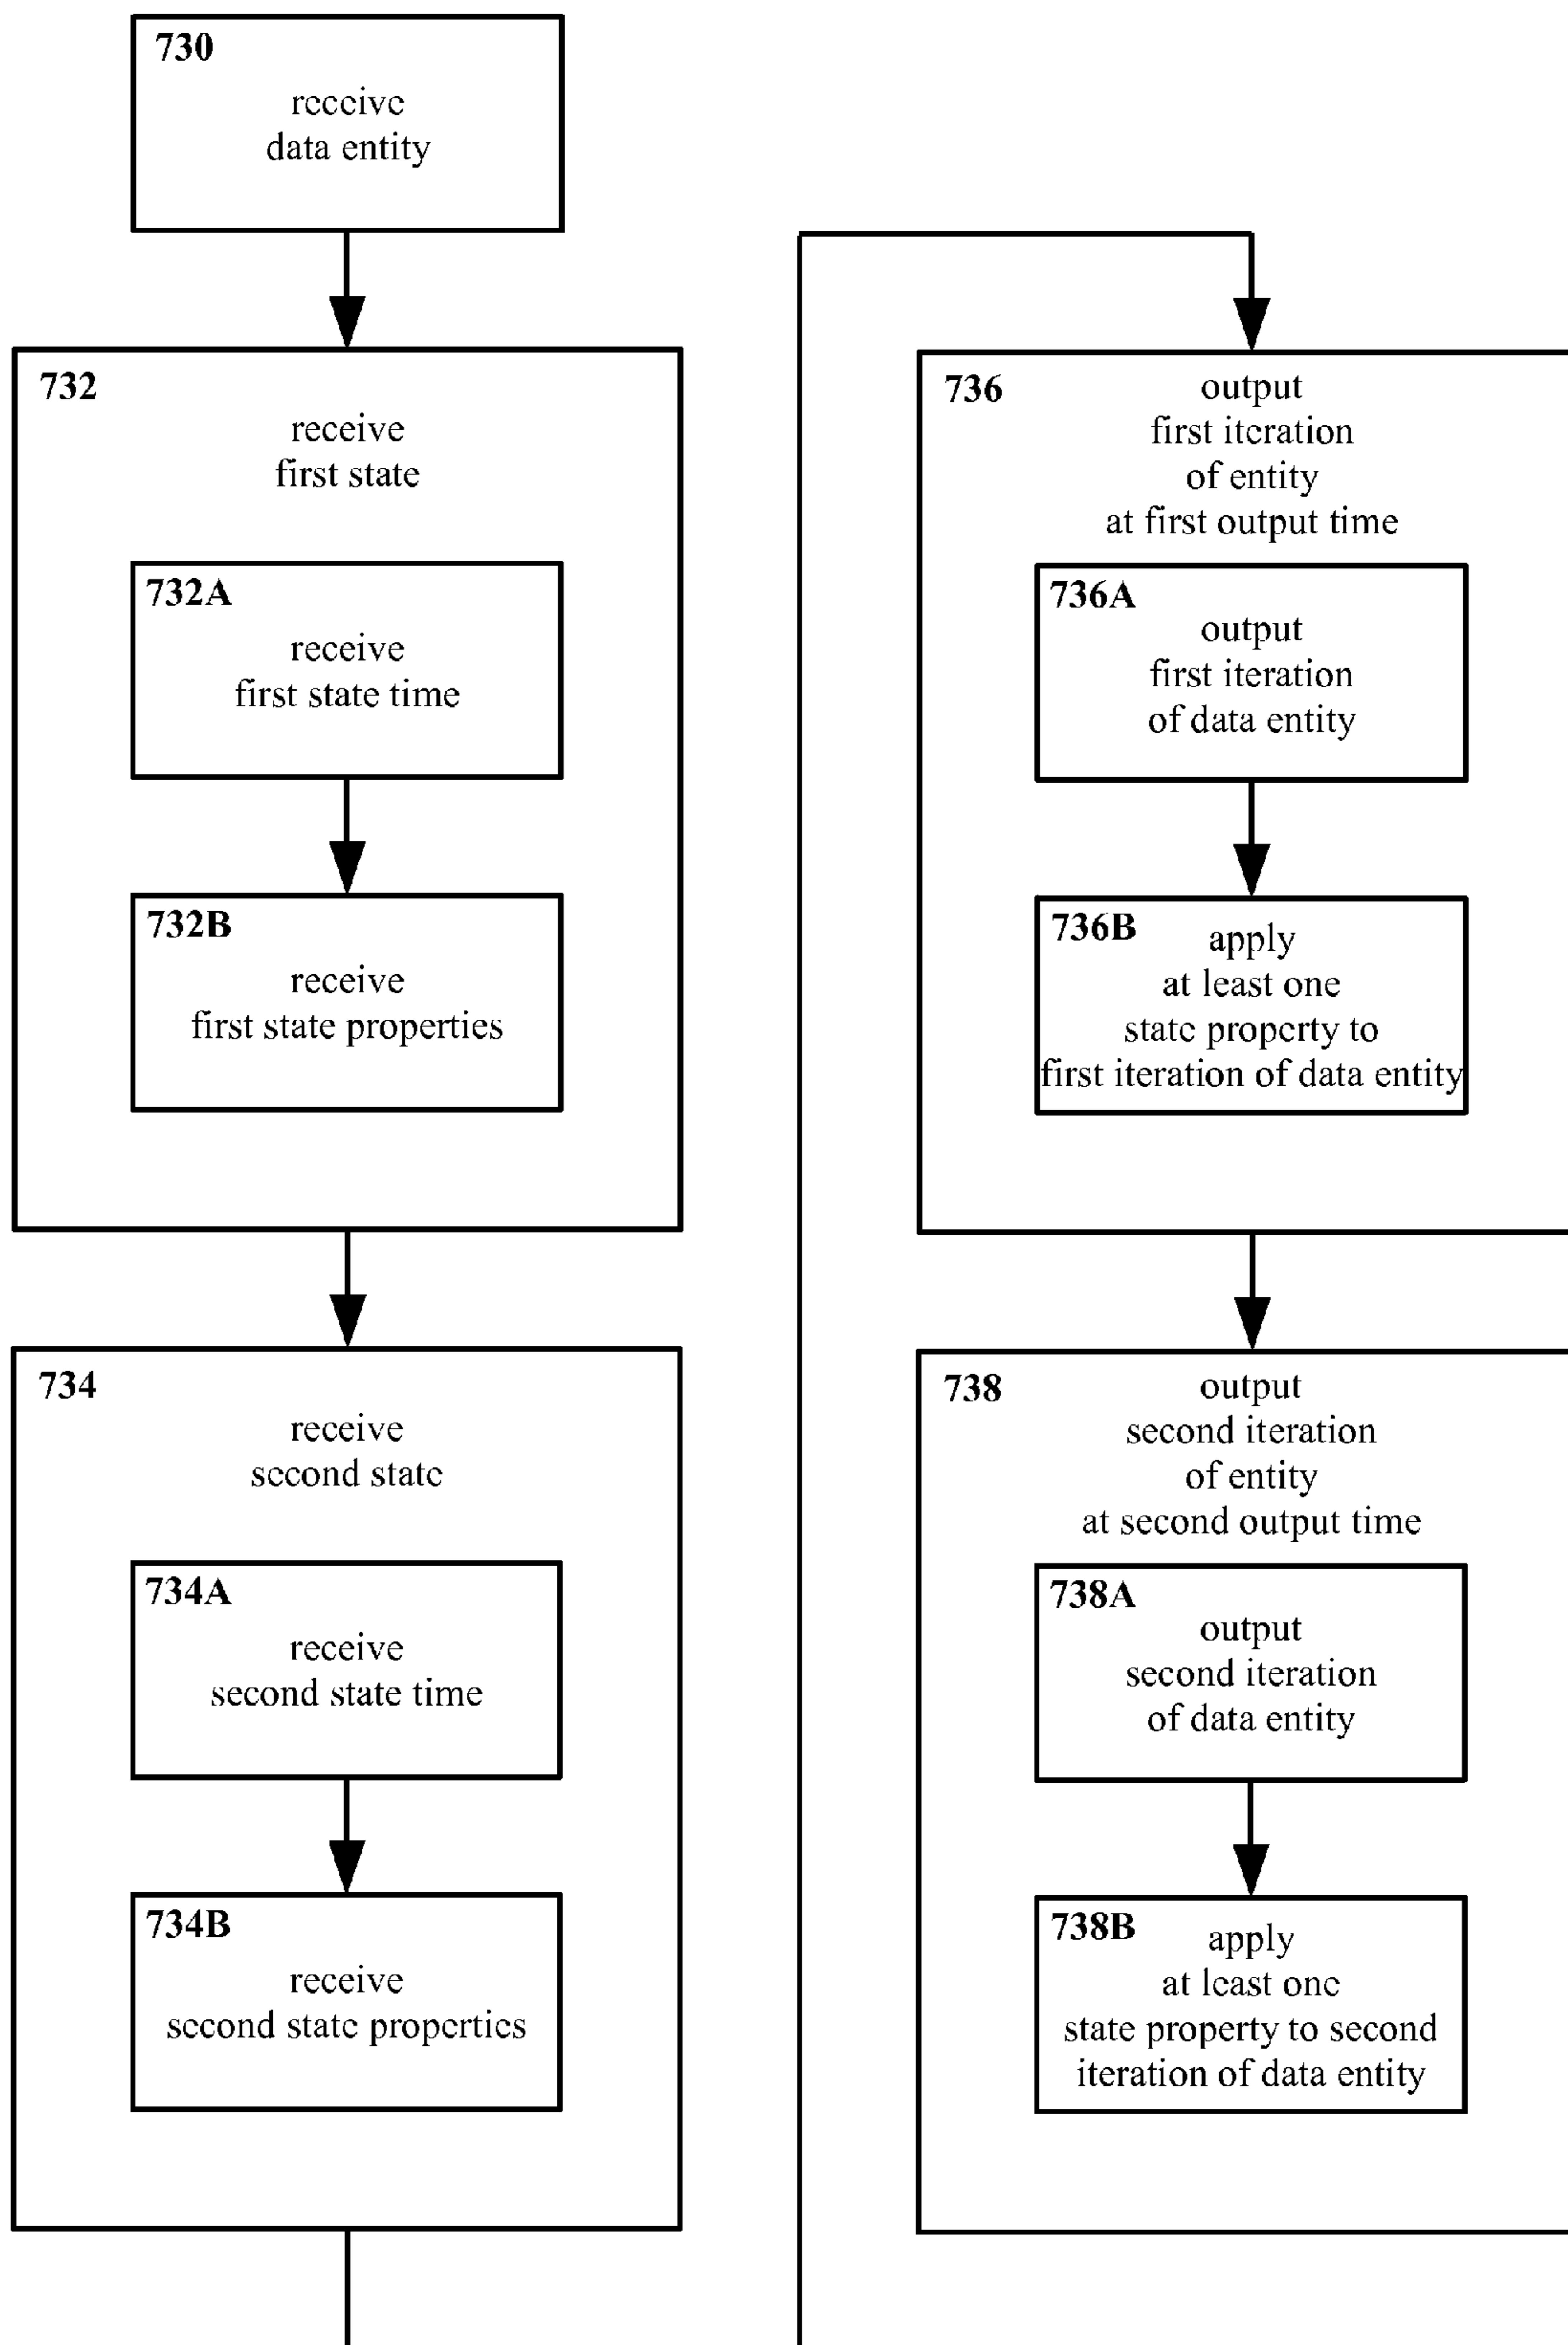 730
receive
data entity
732
receive
first state
732A
receive
first state time
732B
receive
first state properties
734
receive
second state
734A
receive
second state time
734B
receive
second state properties
736
output
first iteration
of entity
at first output time
736A
output
first iteration
of data entity
736B
apply
at least one
state property to
first iteration of data entity
738
output
second iteration
of entity
at second output time
738A
output
second iteration
of data entity
738B
apply
at least one
state property to second
iteration of data entity